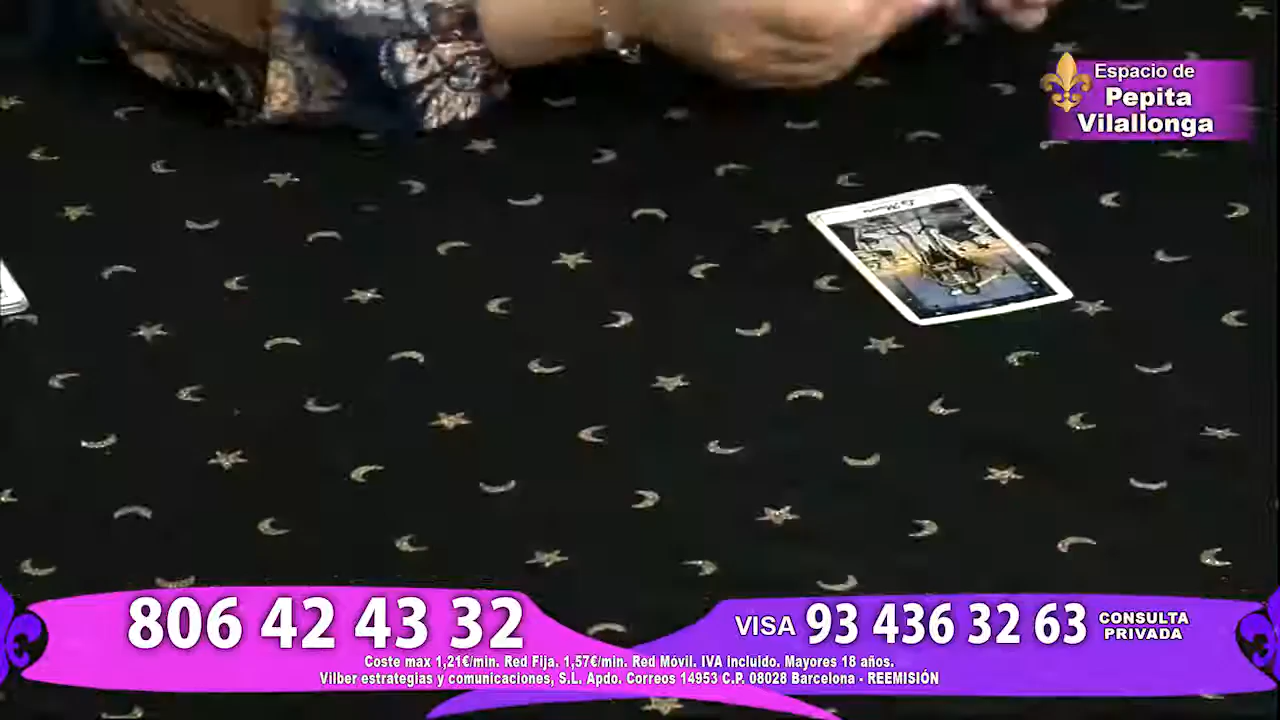 Espacio de
Pepita
Vilallonga
806 42 43 32
VISA 93 436 32 63 CONSULTA PRIVADA
Coste max 1,21€/min. Red Fija. 1,57€/min. Red Móvil. IVA Incluido. Mayores 18 años.
Vilber estrategias y comunicaciones, S.L. Apdo. Correos 14953 C.P. 08028 Barcelona - REEMISIÓN